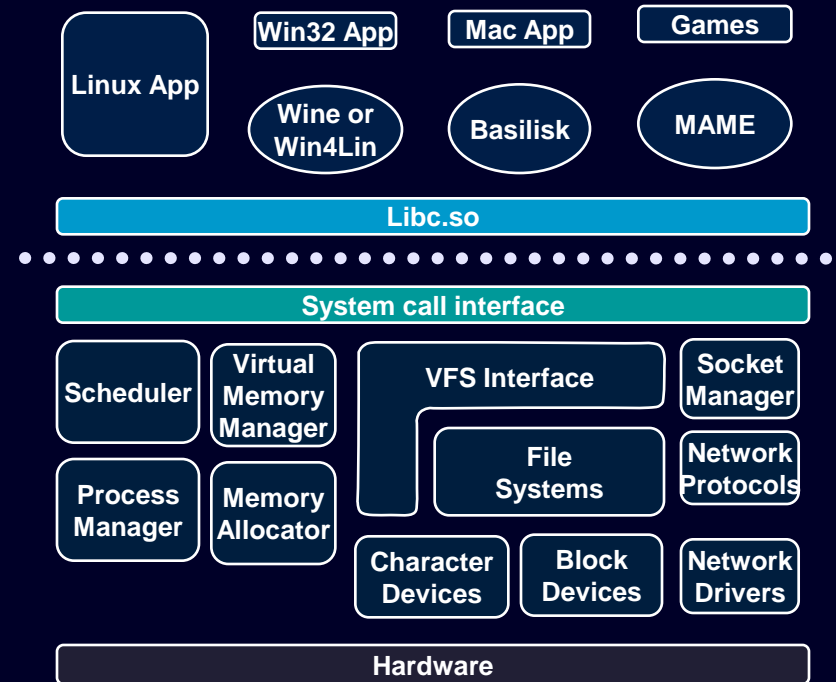 Linux App
Win32 App
Mac App
Games
Wine or
Win4Lin
Basilisk
MAME
Libc.so
System call interface
Scheduler
Virtual
Memory
Manager
VFS Interface
Socket
Manager
Process
Manager
Memory
Allocator
File
Systems
Network
Protocols
Character
Devices
Block
Devices
Network
Drivers
Hardware